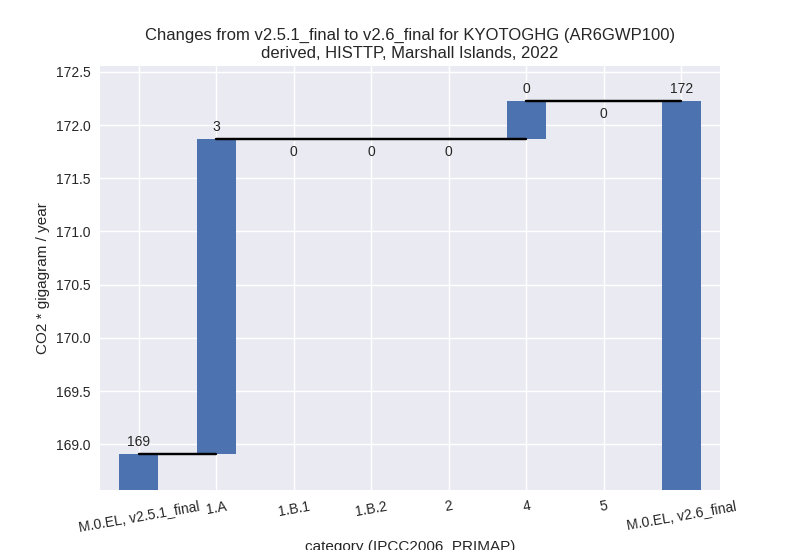 Changes from v2.5.1_final to v2.6_final for KYOTOGHG (AR6GWP100)
derived, HISTTP, Marshall Islands, 2022
172.5
172.0
171.5
171.0
170.5
170.0
169.5
169.0
CO2 * gigagram / year
169
3
0
0
0
0
0
172
M.0.EL, v2.5.1_final
1.A
1.B.1
1.B.2
2
4
5
M.0.EL, v2.6_final
category (IPCC2006_PRIMAP)